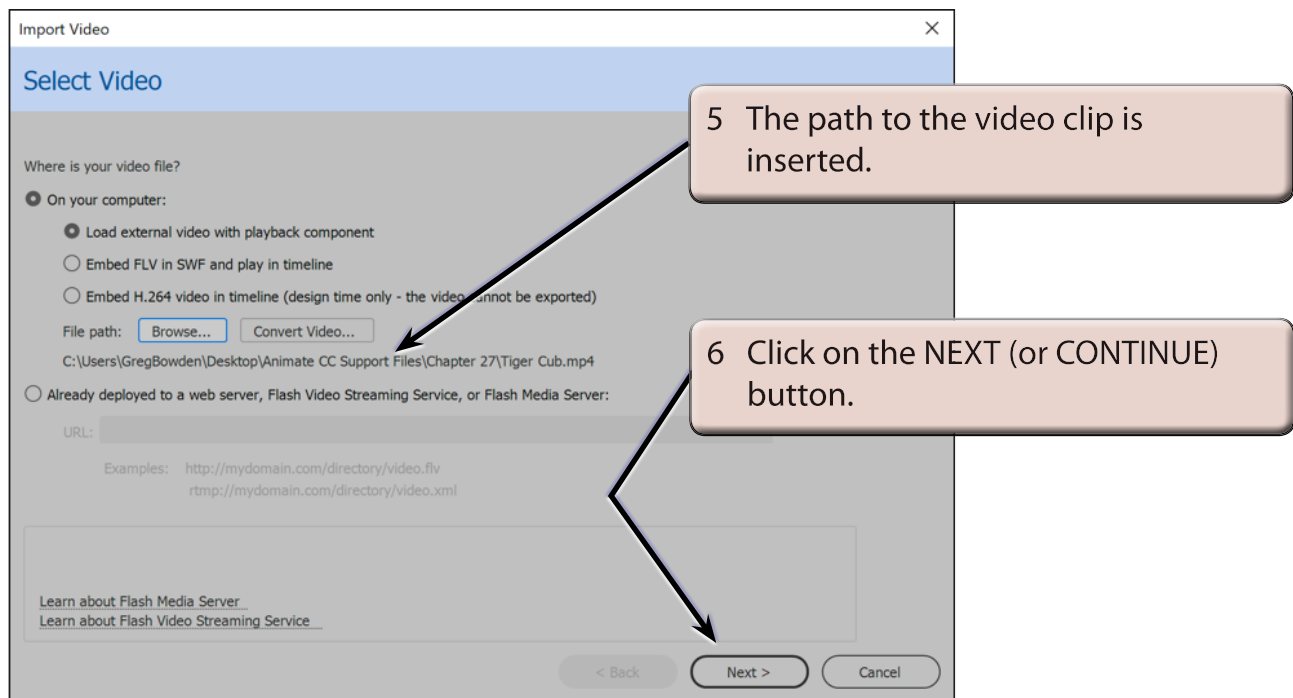 Import Video
Select Video
5 The path to the video clip is
inserted.
Where is your video file?
On your computer:
Load external video with playback component
Embed FLV in SWF and play in timeline
Embed H.264 video in timeline (design time only - the video cannot be exported)
File path: Browse... Convert Video...
C:\Users\GregBowden\Desktop\Animate CC Support Files\Chapter 27\Tiger Cub.mp4
6 Click on the NEXT (or CONTINUE)
button.
Already deployed to a web server, Flash Video Streaming Service, or Flash Media Server:
URL:
Examples: http://mydomain.com/directory/video.flv
rtmp://mydomain.com/directory/video.xml
Learn about Flash Media Server
Learn about Flash Video Streaming Service
< Back Next > Cancel